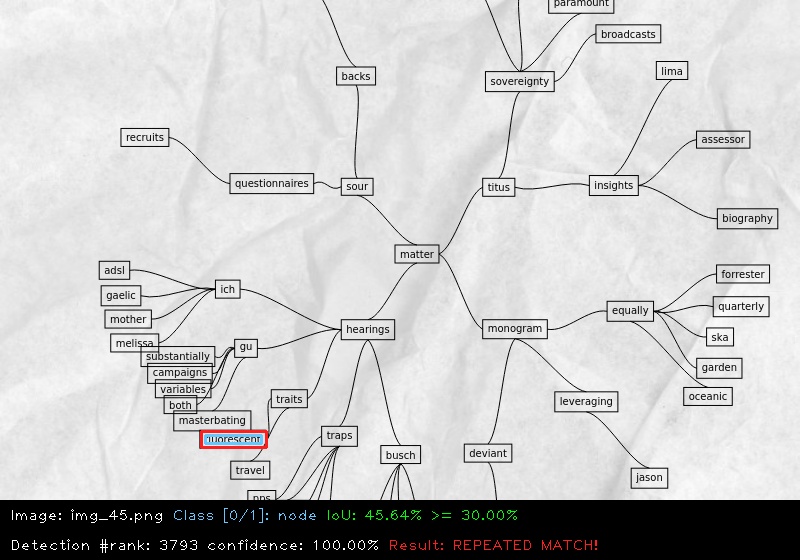 paramount
broadcasts
backs
sovereignty
lima
recruits
assessor
questionnaires
sour
titus
insights
biography
matter
adsl
ich
forrester
gaelic
quarterly
mother
hearings
monogram
equally
ska
melissa
gu
substantially
garden
campaigns
variables
traits
oceanic
both
leveraging
masterbating
traps
fluorescent
busch
deviant
travel
jason
pps
Image: img_45.png Class [0/1]: node IoU: 45.64% >= 30.00%
Detection #rank: 3793 confidence: 100.00% Result: REPEATED MATCH!